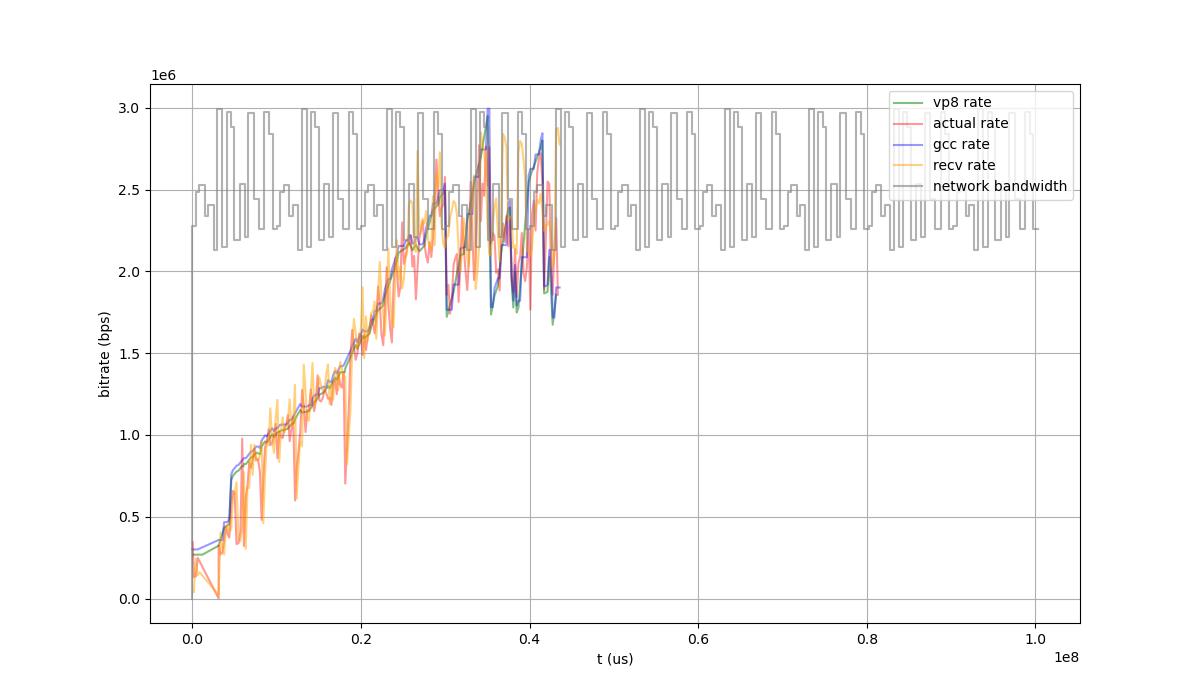 1e6
3.0
2.5
2.0
1.5
1.0
0.5
0.0
bitrate (bps)
vp8 rate
actual rate
gcc rate
recv rate
network bandwidth
0.0 0.2 0.4 0.6 0.8 1.0
t (us)
1e8